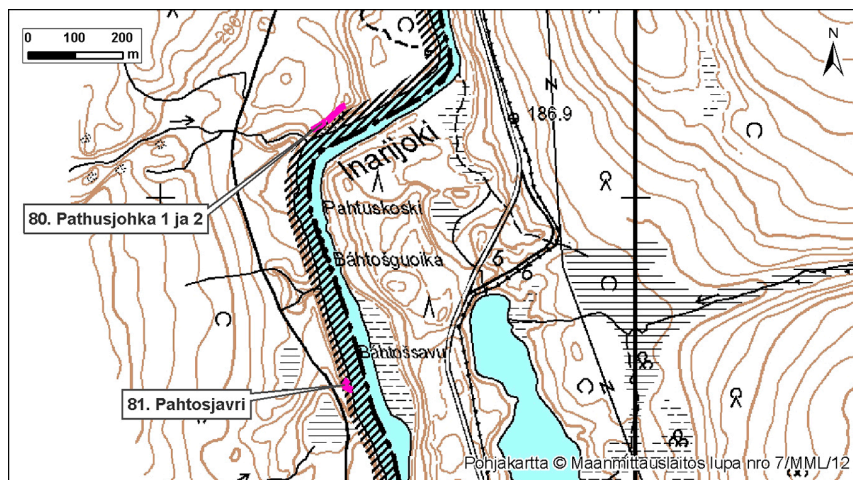 0 100 200
m
N
200
186.9
Inarijoki
80. Pathusjohka 1 ja 2
Pahtuskoski
Báhtošguoika
Báhtošsavu
81. Pahtosjavri
Pohjakartta © Maanmittauslaitos lupa nro 7/MML/12